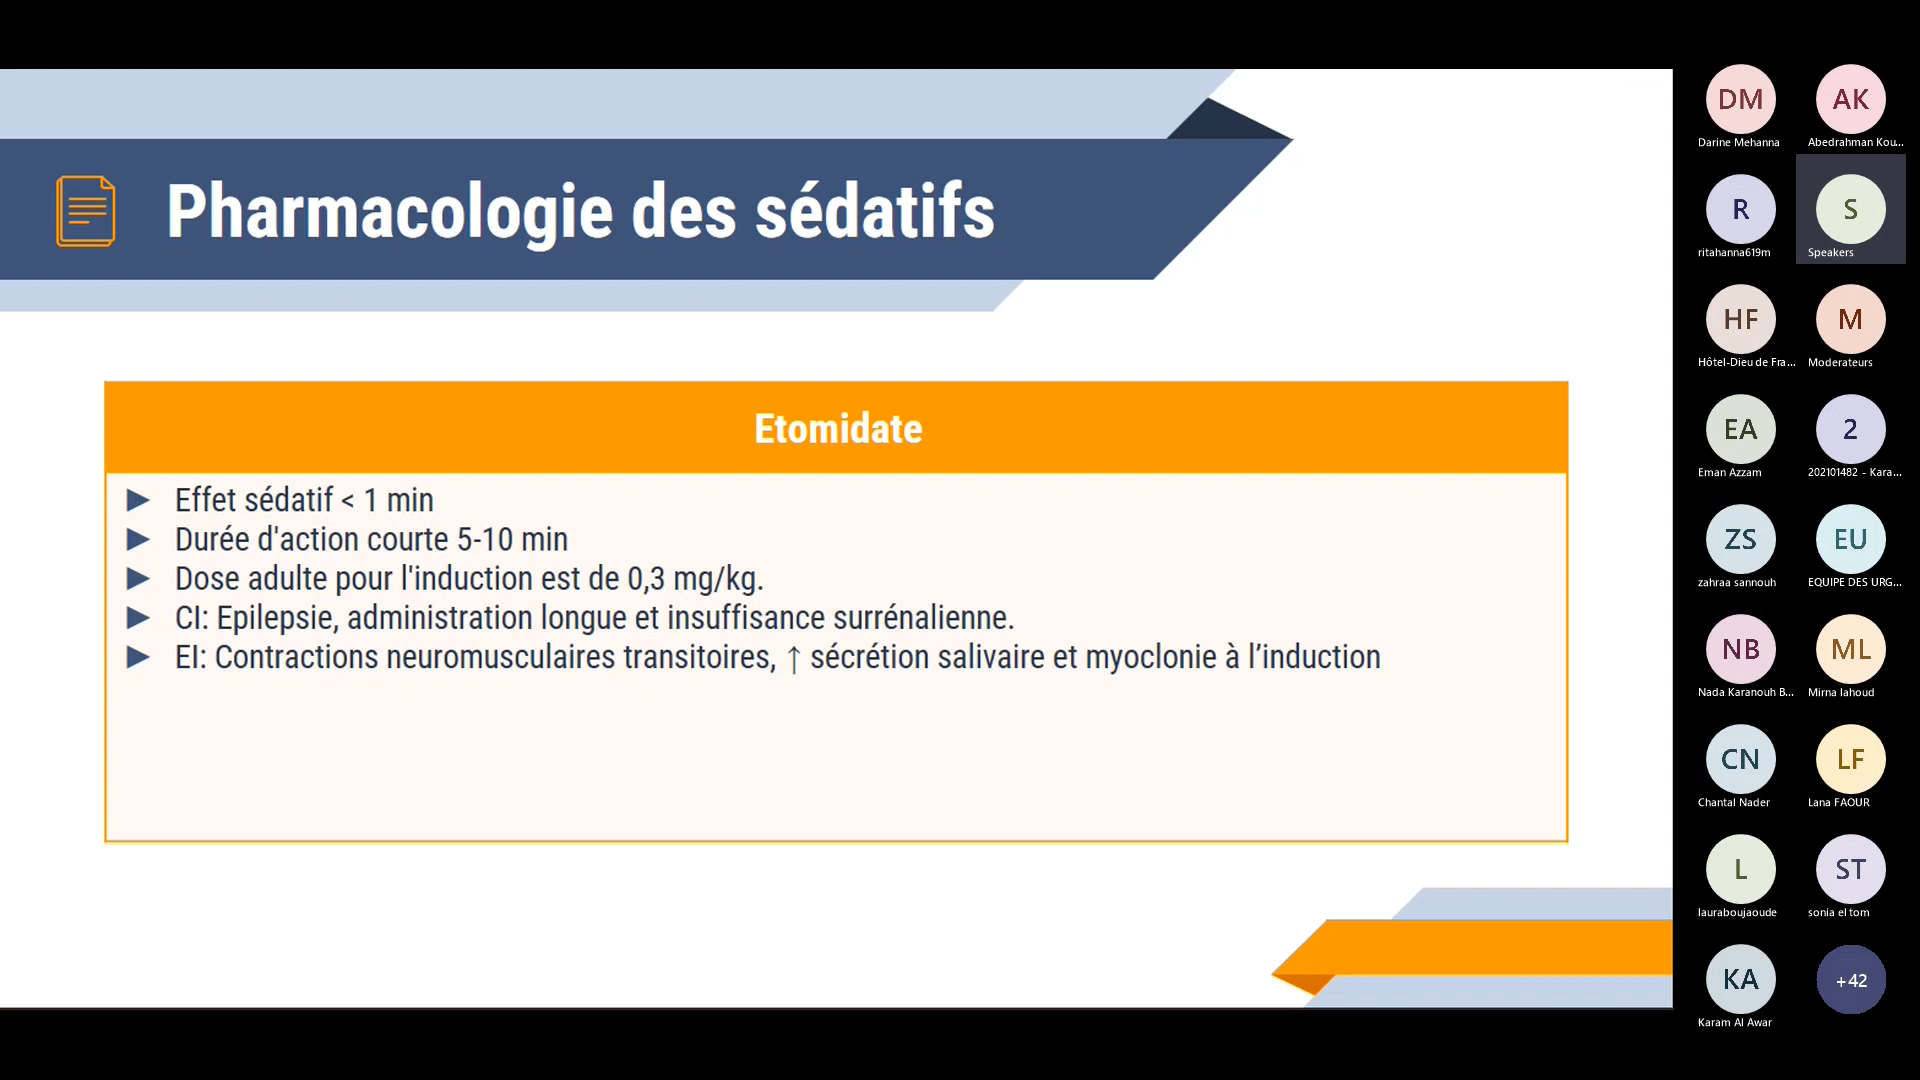 Pharmacologie des sédatifs
Etomidate
► Effet sédatif < 1 min
► Durée d'action courte 5-10 min
► Dose adulte pour l'induction est de 0,3 mg/kg.
► CI: Epilepsie, administration longue et insuffisance surrénalienne.
► EI: Contractions neuromusculaires transitoires, ↑ sécrétion salivaire et myoclonie à l’induction
DM
Darine Mehanna
AK
Abedrahman Kou...
R
ritahanna619m
S
Speakers
HF
Hôtel-Dieu de Fra...
M
Moderateurs
EA
Eman Azzam
2
202101482 - Kara...
ZS
zahraa sannouh
EU
EQUIPE DES URG...
NB
Nada Karanouh B...
ML
Mirna lahoud
CN
Chantal Nader
LF
Lana FAOUR
L
lauraboujaoude
ST
sonia el tom
KA
Karam Al Awar
+42